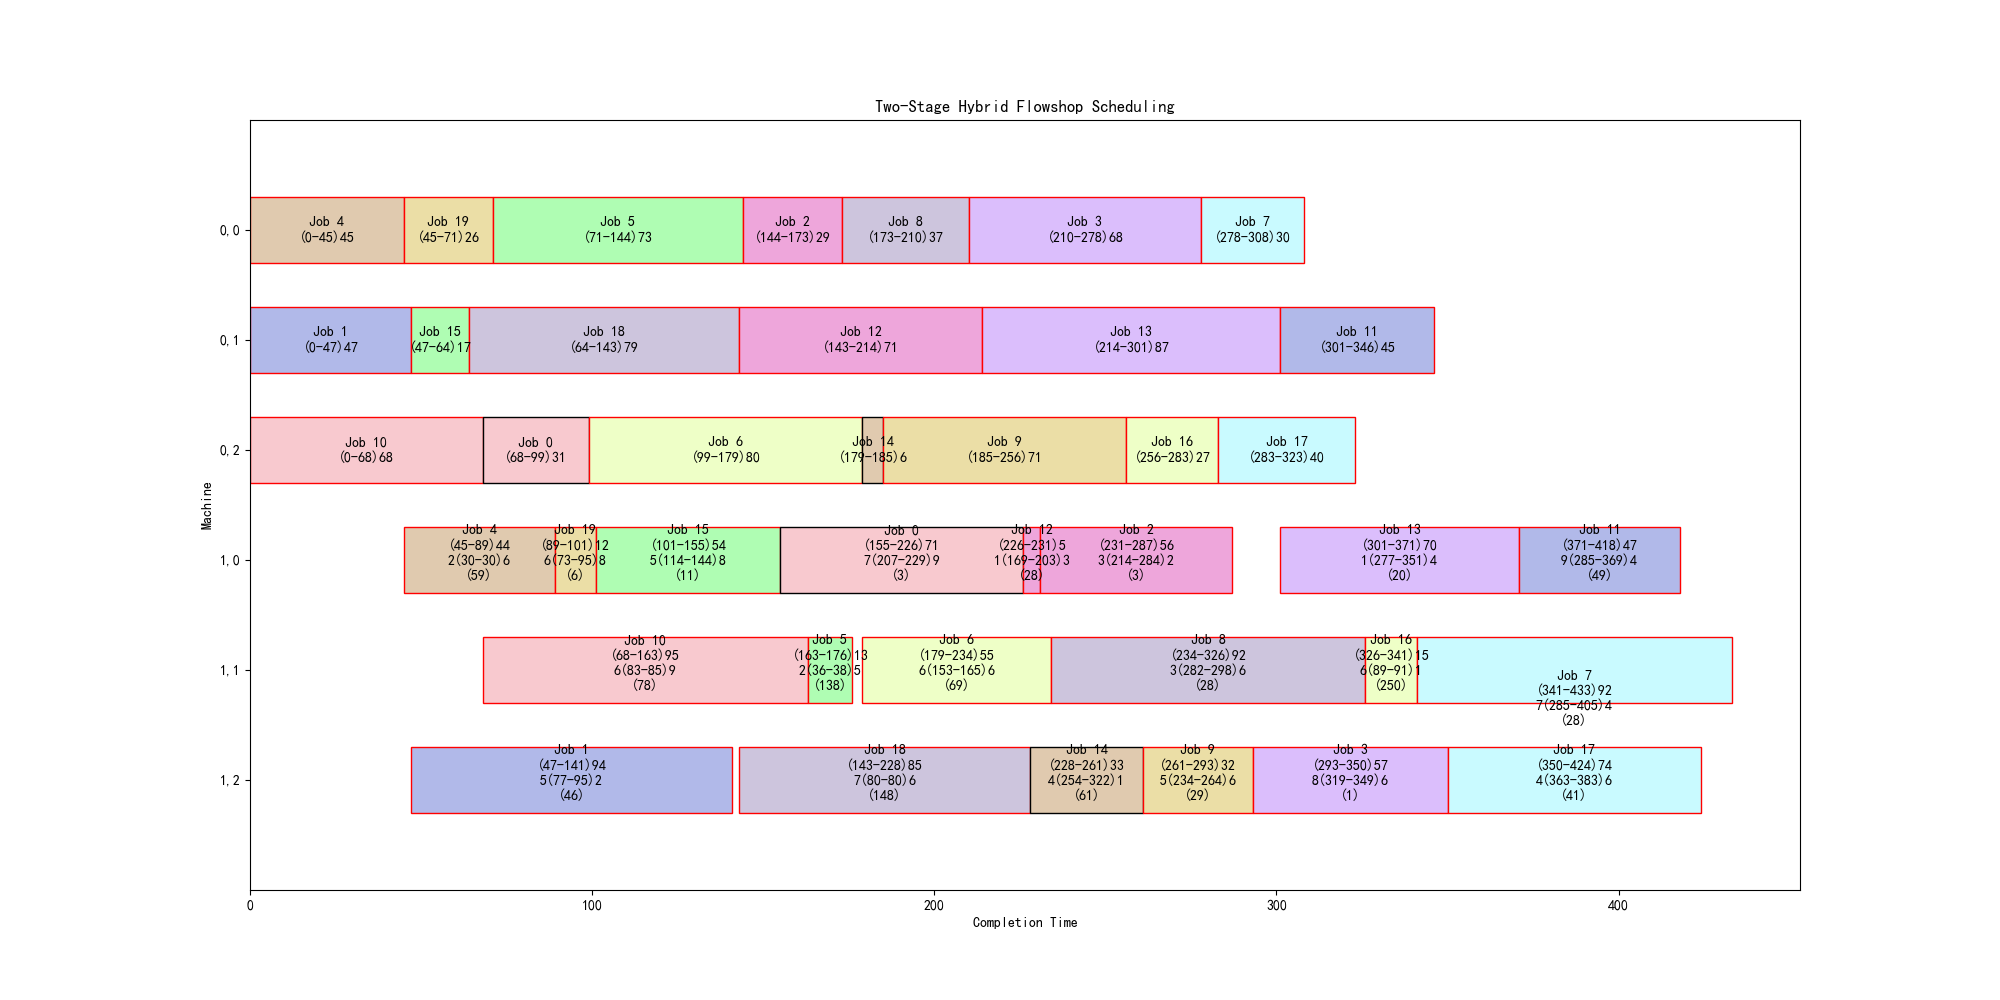 Two-Stage Hybrid Flowshop Scheduling
Machine
0,0
Job 4
(0-45)45
Job 19
(45-71)26
Job 5
(71-144)73
Job 2
(144-173)29
Job 8
(173-210)37
Job 3
(210-278)68
Job 7
(278-308)30
0,1
Job 1
(0-47)47
Job 15
(47-64)17
Job 18
(64-143)79
Job 12
(143-214)71
Job 13
(214-301)87
Job 11
(301-346)45
0,2
Job 10
(0-68)68
Job 0
(68-99)31
Job 6
(99-179)80
Job 14
(179-185)6
Job 9
(185-256)71
Job 16
(256-283)27
Job 17
(283-323)40
1,0
Job 4
(45-89)44
2(30-30)6
(59)
Job 19
(89-101)12
6(73-95)8
(6)
Job 15
(101-155)54
5(114-144)8
(11)
Job 0
(155-226)71
7(207-229)9
(3)
Job 12
(226-231)5
1(169-203)3
(28)
Job 2
(231-287)56
3(214-284)2
(3)
Job 13
(301-371)70
1(277-351)4
(20)
Job 11
(371-418)47
9(285-369)4
(49)
1,1
Job 10
(68-163)95
6(83-85)9
(78)
Job 5
(163-176)13
2(36-38)5
(138)
Job 6
(179-234)55
6(153-165)6
(69)
Job 8
(234-326)92
3(282-298)6
(28)
Job 16
(326-341)15
6(89-91)1
(250)
Job 7
(341-433)92
7(285-405)4
(28)
1,2
Job 1
(47-141)94
5(77-95)2
(46)
Job 18
(143-228)85
7(80-80)6
(148)
Job 14
(228-261)33
4(254-322)1
(61)
Job 9
(261-293)32
5(234-264)6
(29)
Job 3
(293-350)57
8(319-349)6
(1)
Job 17
(350-424)74
4(363-383)6
(41)
0
100
200
300
400
Completion Time